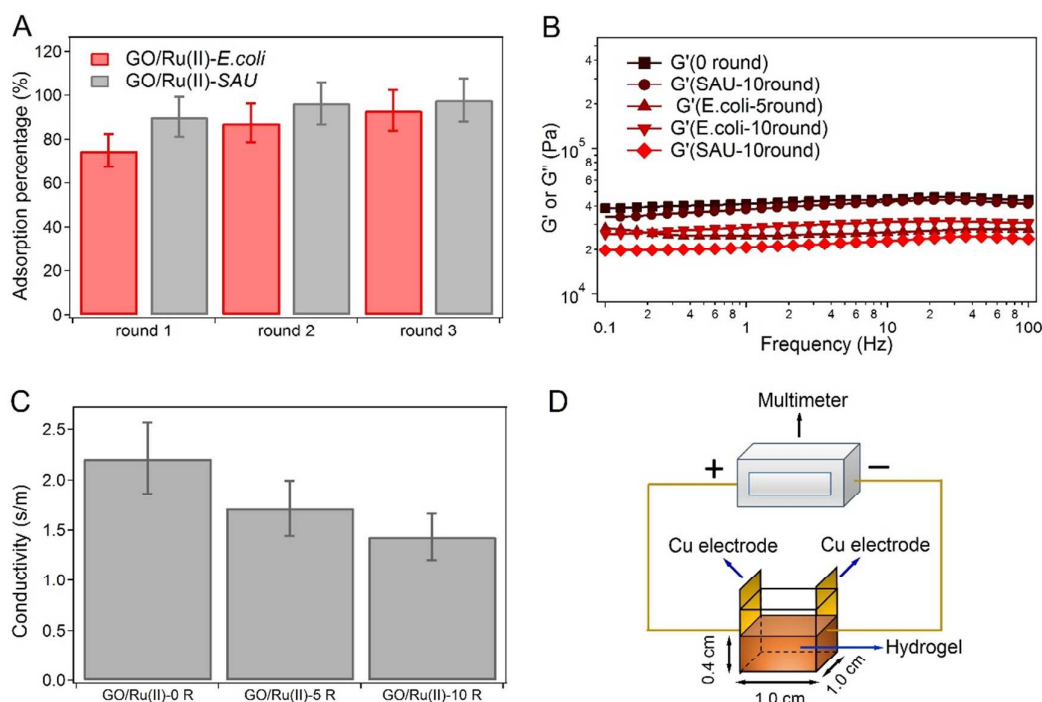 A
GO/Ru(II)-E.coli
GO/Ru(II)-SAU
Adsorption percentage (%)
120
100
80
60
40
20
0
round 1
round 2
round 3
B
G'(0 round)
G'(SAU-10round)
G'(E.coli-5round)
G'(E.coli-10round)
G'(SAU-10round)
G' or G" (Pa)
4
2
10⁵
8
6
4
2
10⁴
0.1 2 4 6 8 1 2 4 6 8 10 2 4 6 8 100
Frequency (Hz)
C
Conductivity (s/m)
2.5
2.0
1.5
1.0
0.5
0.0
GO/Ru(II)-0 R
GO/Ru(II)-5 R
GO/Ru(II)-10 R
D
Multimeter
+
−
Cu electrode
Cu electrode
Hydrogel
0.4 cm
1.0 cm
1.0 cm